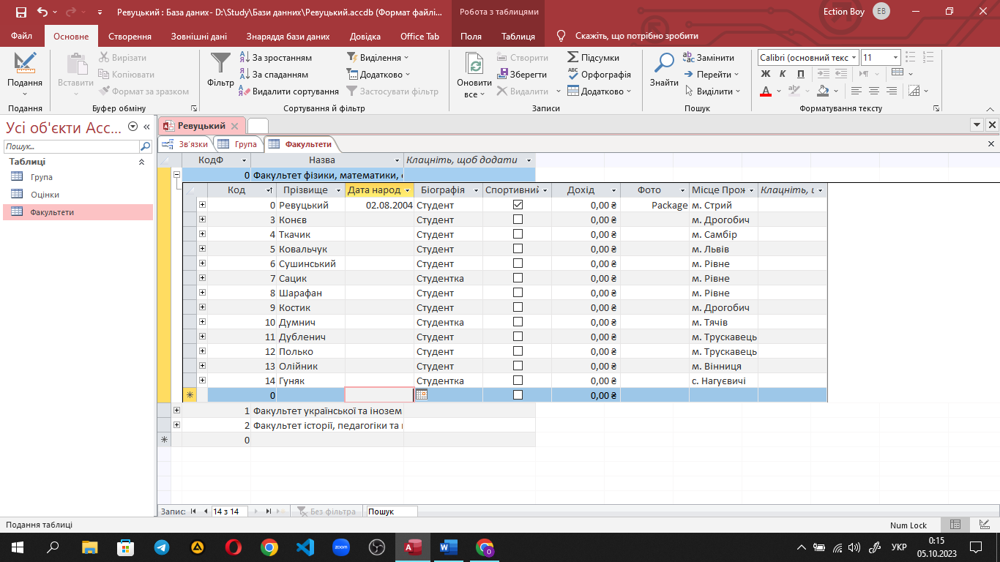 Ревуцький : База даних- D:\Study\Бази данних\Ревуцький.accdb (Формат файлі...
Робота з таблицями
Ection Boy
EB
Файл
Основне
Створення
Зовнішні дані
Знаряддя бази даних
Довідка
Office Tab
Поля
Таблиця
Скажіть, що потрібно зробити
Подання
Вставити
Вирізати
Копіювати
Формат за зразком
Фільтр
За зростанням
За спаданням
Видалити сортування
Виділення
Додатково
Застосувати фільтр
Оновити все
Створити
Зберегти
Видалити
Підсумки
Орфографія
Додатково
Знайти
Замінити
Перейти
Виділити
Calibri (основний текс
11
Ж К П
Подання
Буфер обміну
Сортування й фільтр
Записи
Пошук
Форматування тексту
Усі об'єкти Acc...
Пошук...
Таблиці
Група
Оцінки
Факультети
Ревуцький
Зв'язки
Група
Факультети
КодФ Назва Клацніть, щоб додати
0 Факультет фізики, математики,
Код Прізвище Дата народ Біографія Спортивний Дохід Фото Місце Прож Клацніть,
0 Ревуцький 02.08.2004 Студент 0,00 ₴ Package м. Стрий
3 Конєв Студент 0,00 ₴ м. Дрогобич
4 Ткачик Студент 0,00 ₴ м. Самбір
5 Ковальчук Студент 0,00 ₴ м. Львів
6 Сушинський Студент 0,00 ₴ м. Рівне
7 Сацик Студентка 0,00 ₴ м. Рівне
8 Шарафан Студент 0,00 ₴ м. Рівне
9 Костик Студент 0,00 ₴ м. Дрогобич
10 Думнич Студентка 0,00 ₴ м. Тячів
11 Дубленич Студент 0,00 ₴ м. Трускавець
12 Полько Студент 0,00 ₴ м. Трускавець
13 Олійник Студент 0,00 ₴ м. Вінниця
14 Гуняк Студентка 0,00 ₴ с. Нагуєвичі
0 0,00 ₴
1 Факультет української та інозем
2 Факультет історії, педагогіки та
0
Запис: 14 з 14 Без фільтра Пошук
Подання таблиці
Num Lock
zoom
УКР
0:15
05.10.2023